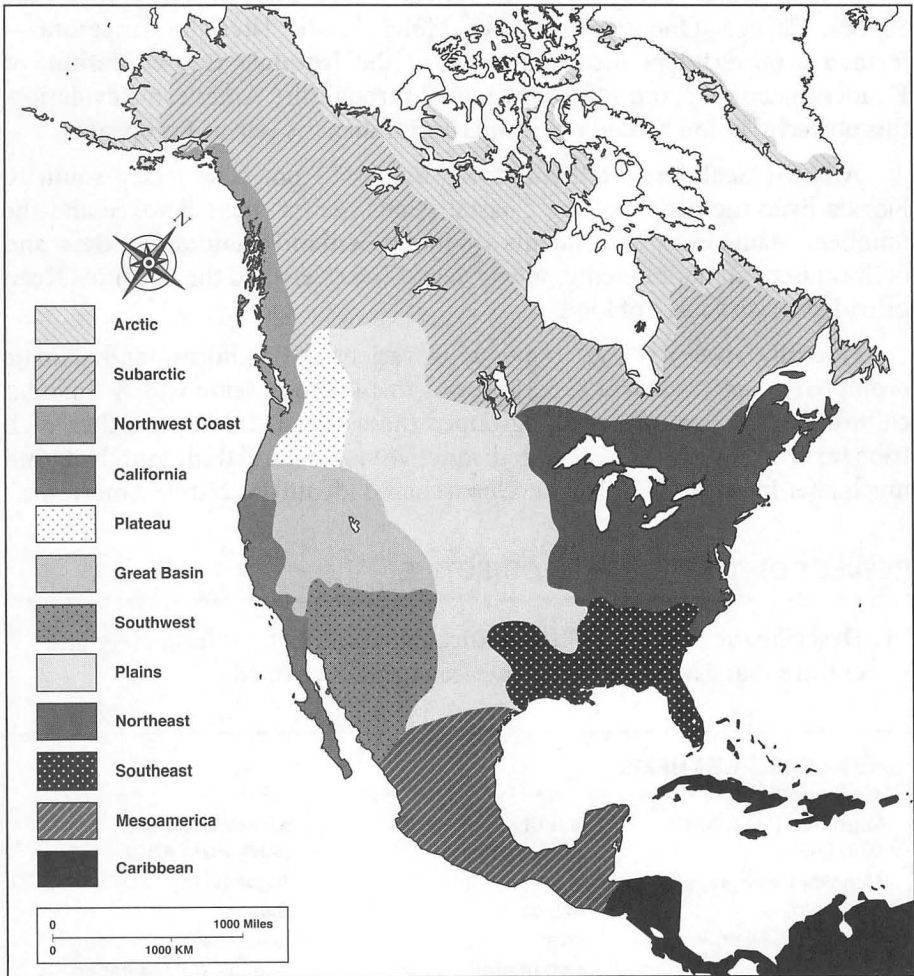 Arctic
Subarctic
Northwest Coast
California
Plateau
Great Basin
Southwest
Plains
Northeast
Southeast
Mesoamerica
Caribbean
0 1000 Miles
0 1000 KM